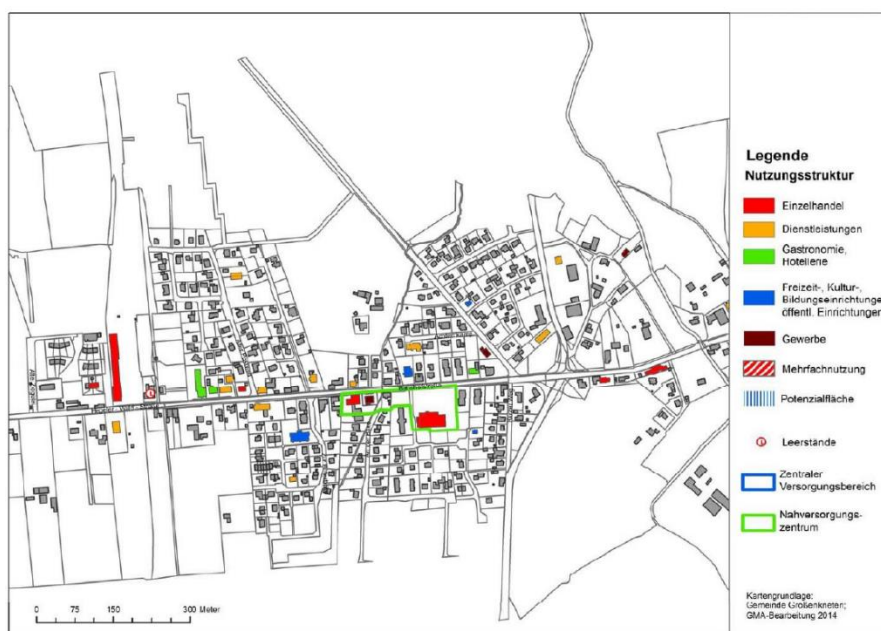 Legende
Nutzungsstruktur
Einzelhandel
Dienstleistungen
Gastronomie,
Hotellerie
Freizeit-, Kultur-,
Bildungseinrichtunge
öffentl. Einrichtungen
Gewerbe
Mehrfachnutzung
Potenzialfläche
Leerstände
Zentraler
Versorgungsbereich
Nahversorgungs-
zentrum
0 75 150 300 Meter
Kartengrundlage:
Gemeinde Großenkneten;
GMA-Bearbeitung 2014